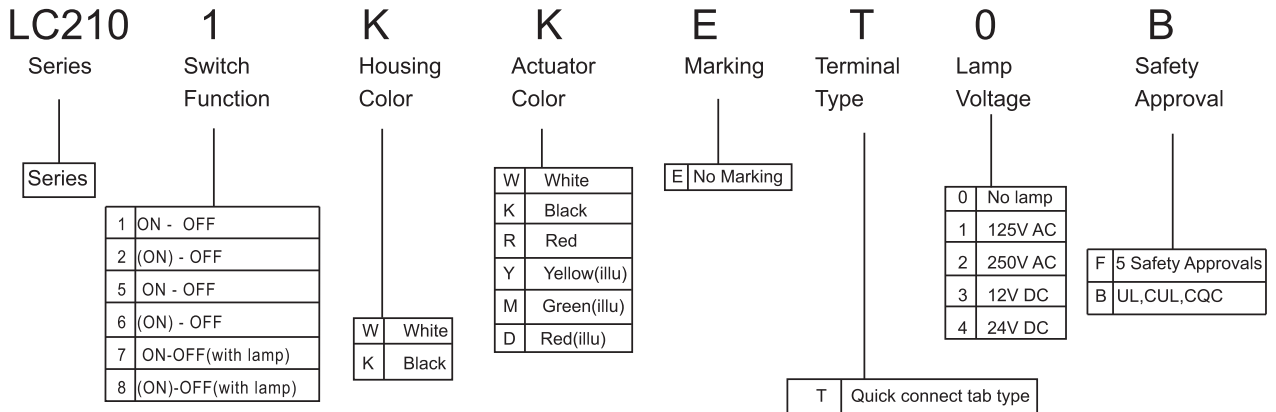 LC210 1 K K E T 0 B
Series Switch Housing Actuator Marking Terminal Lamp Safety
Function Color Color Type Voltage Approval
Series
1 ON - OFF
2 (ON) - OFF
5 ON - OFF
6 (ON) - OFF
7 ON-OFF(with lamp)
8 (ON)-OFF(with lamp)
W White
K Black
W White
K Black
R Red
Y Yellow(illu)
M Green(illu)
D Red(illu)
E No Marking
T Quick connect tab type
0 No lamp
1 125V AC
2 250V AC
3 12V DC
4 24V DC
F 5 Safety Approvals
B UL,CUL,CQC